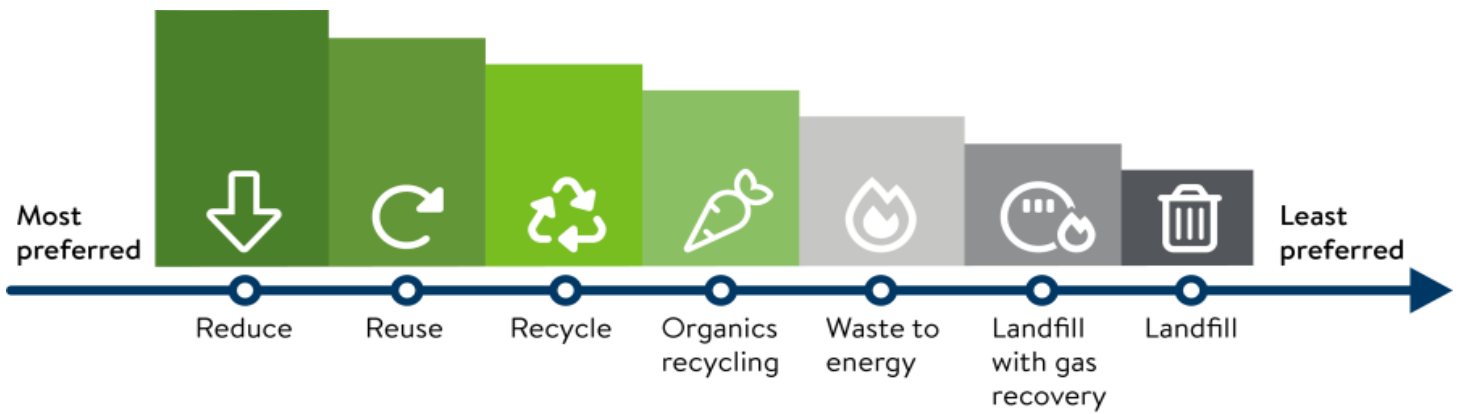 Most
preferred
Least
preferred
Reduce
Reuse
Recycle
Organics
recycling
Waste to
energy
Landfill
with gas
recovery
Landfill